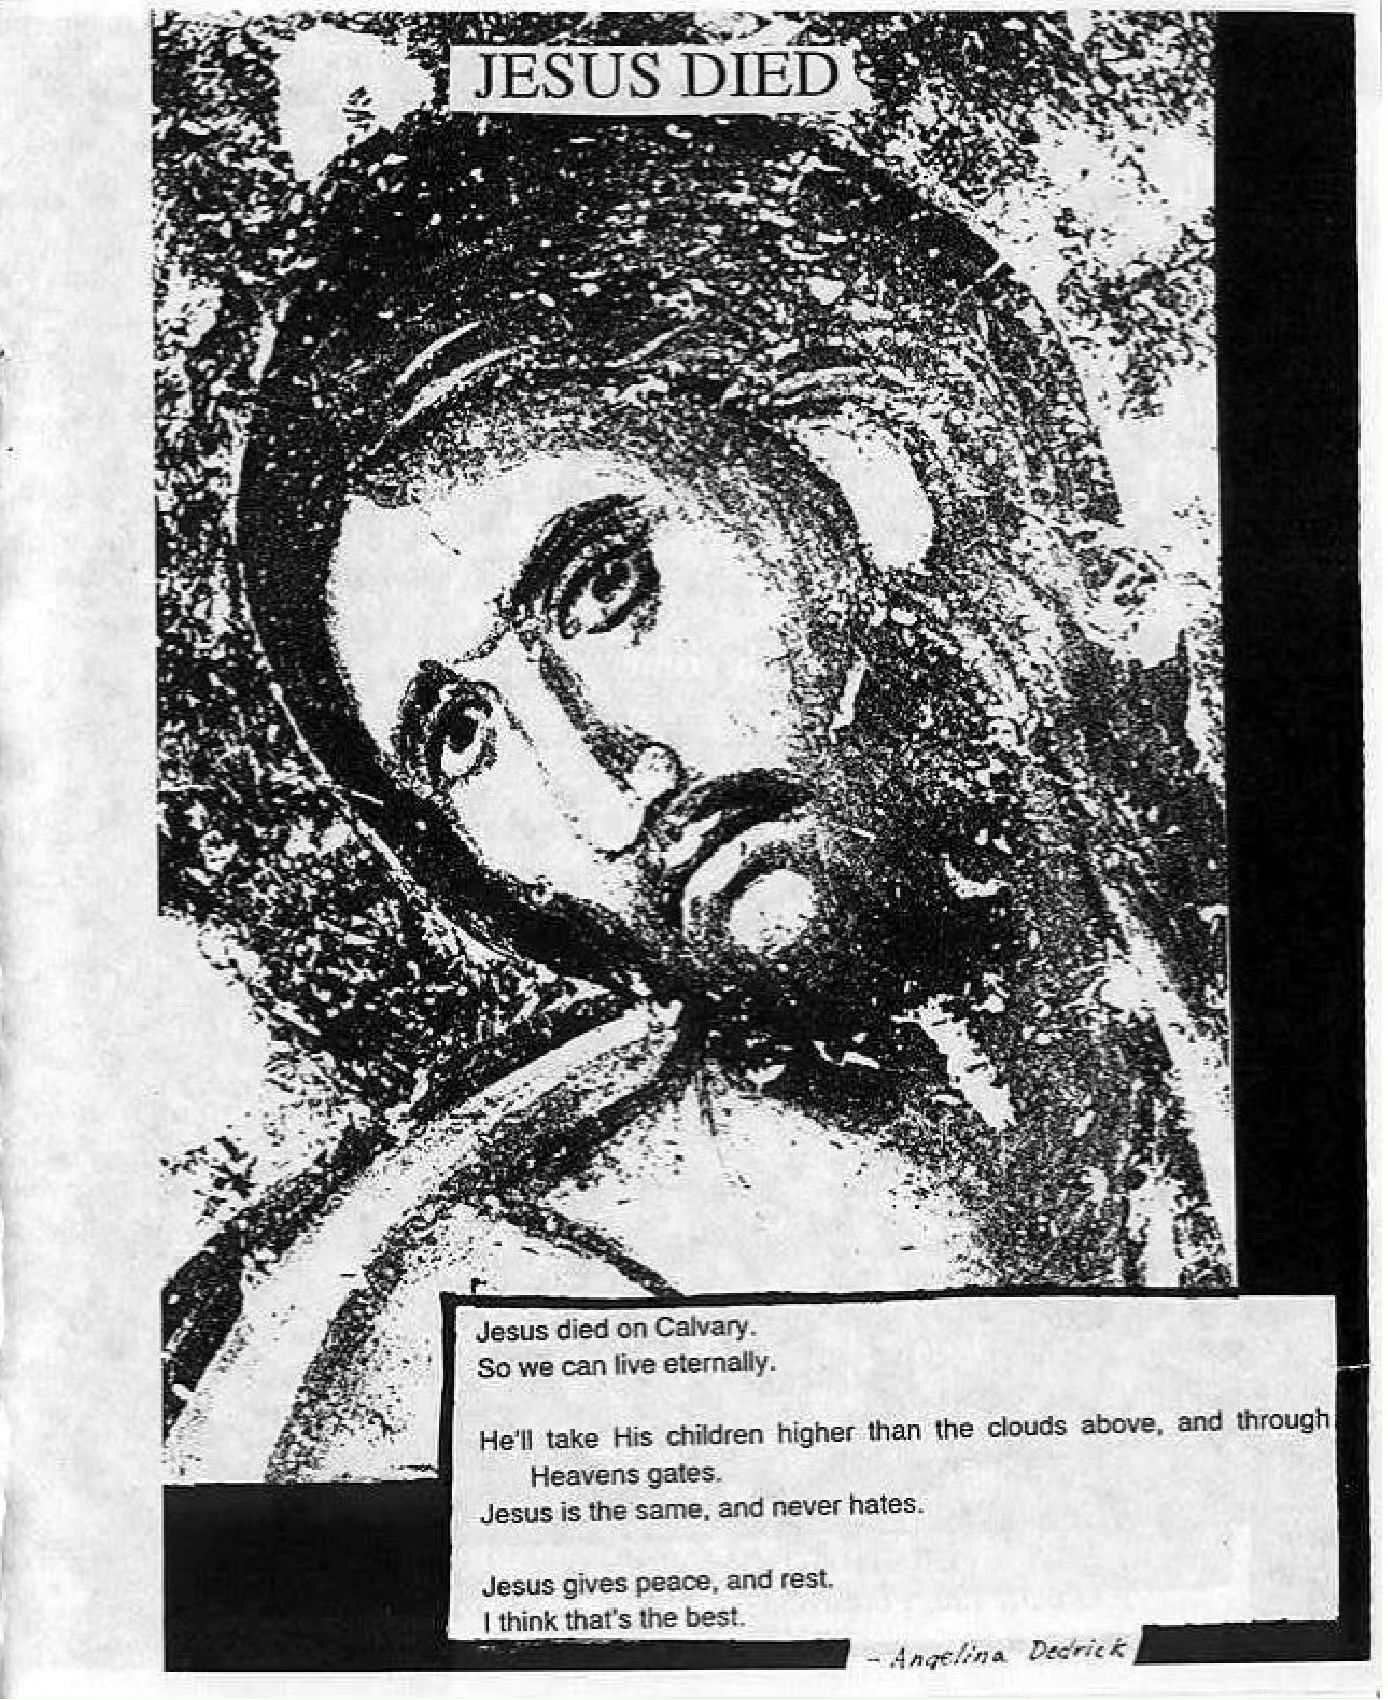 JESUS DIED
Jesus died on Calvary.
So we can live eternally.
He'll take His children higher than the clouds above, and through
Heavens gates.
Jesus is the same, and never hates.
Jesus gives peace, and rest.
I think that's the best.
- Angelina Dedrick